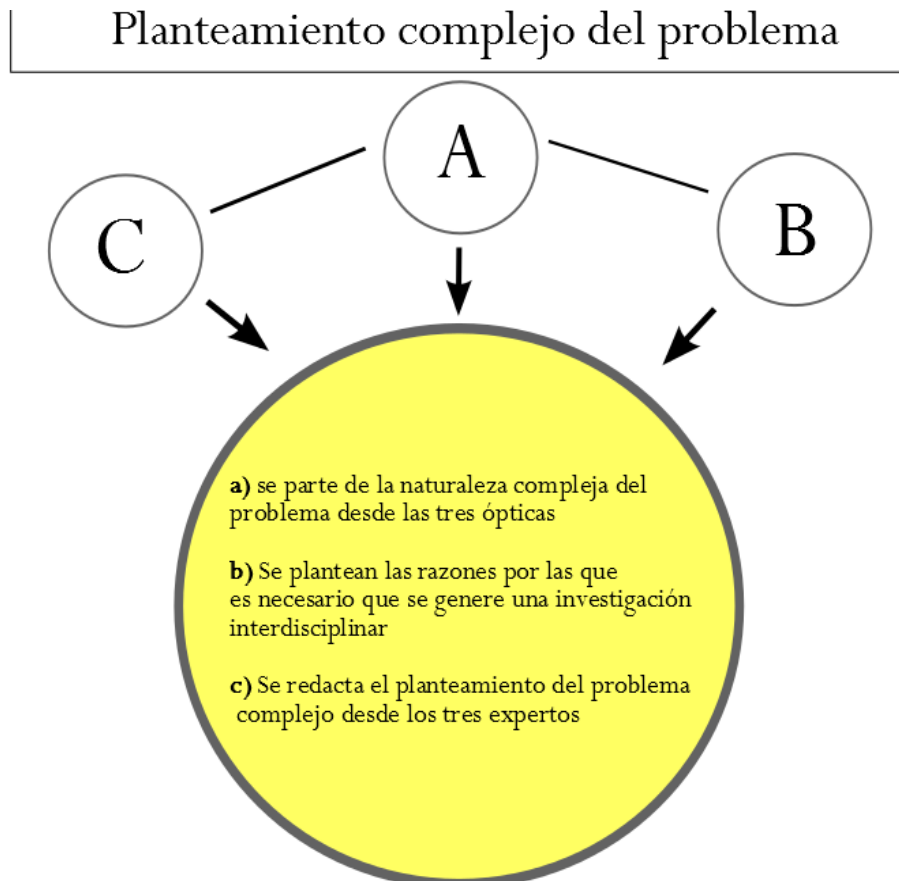 Planteamiento complejo del problema
A
C
B
a) se parte de la naturaleza compleja del
problema desde las tres ópticas
b) Se plantean las razones por las que
es necesario que se genere una investigación
interdisciplinar
c) Se redacta el planteamiento del problema
complejo desde los tres expertos